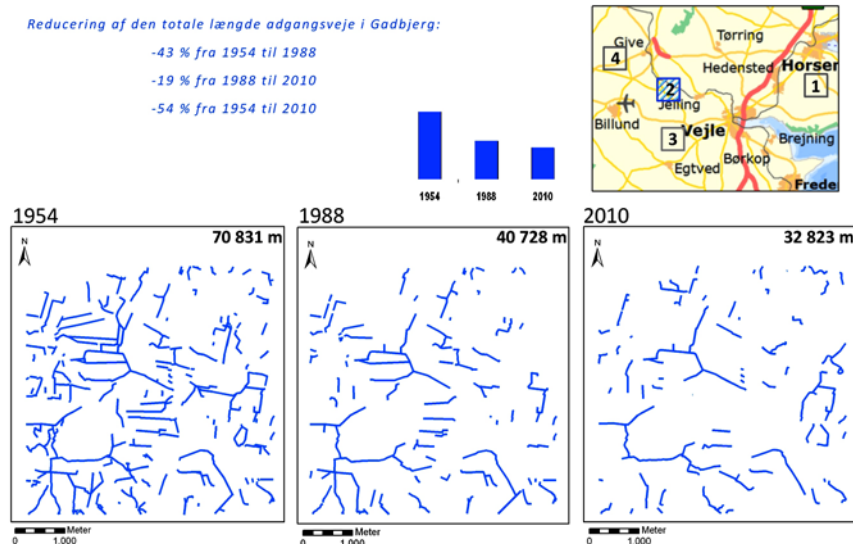 Reducering af den totale længde adgangsveje i Gadbjerg:
-43 % fra 1954 til 1988
-19 % fra 1988 til 2010
-54 % fra 1954 til 2010
1954
1988
2010
Give
Tørring
4
Hedensted
Horsen
1
2
Jelling
Billund
3
Vejle
Brejning
Egtved
Børkop
Frede
1954
70 831 m
N
Meter
0 1.000
1988
40 728 m
N
Meter
0 1.000
2010
32 823 m
N
Meter
0 1.000